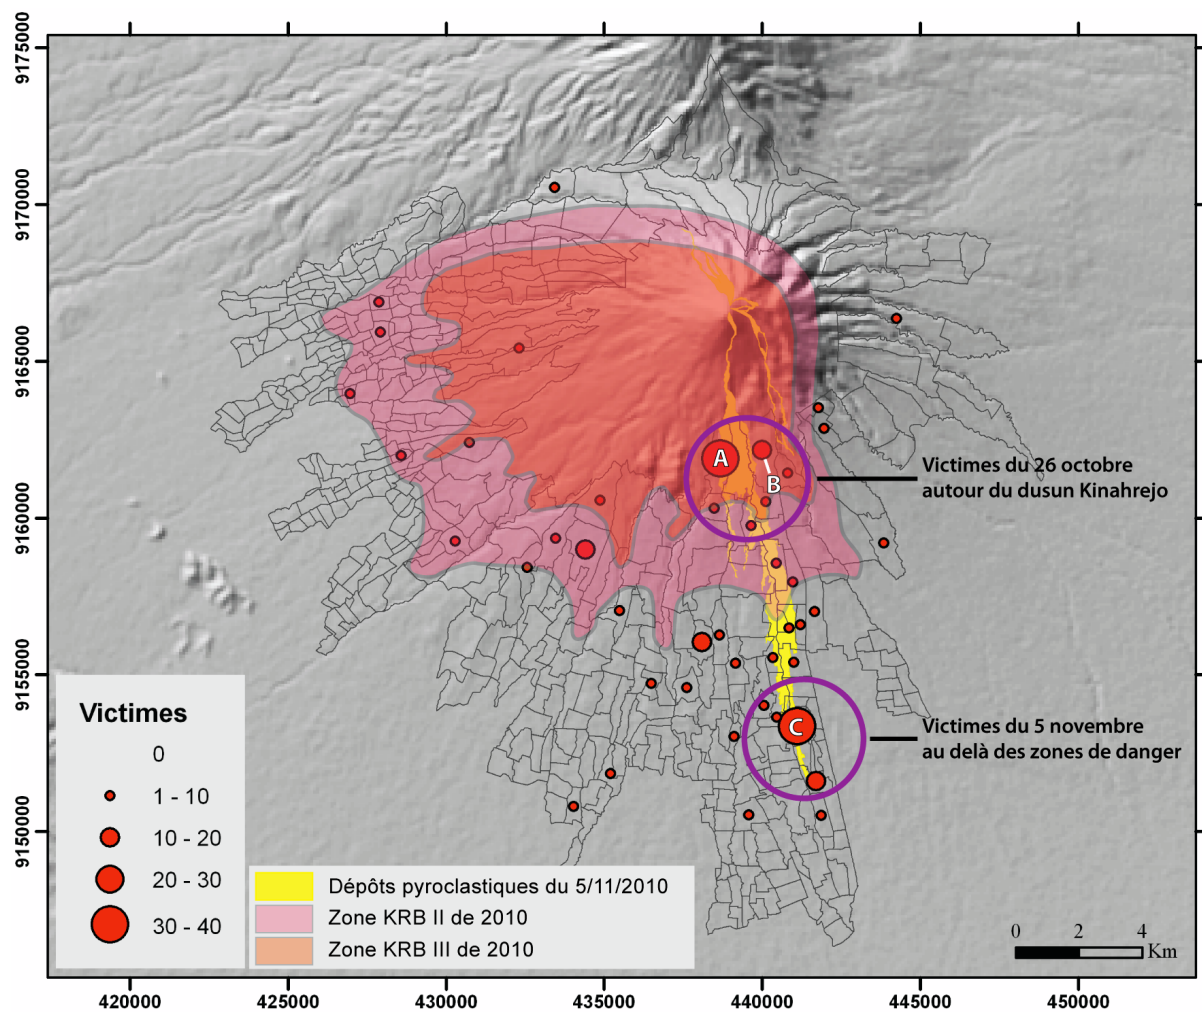 9175000
9170000
9165000
9160000
9155000
9150000
A
B
Victimes du 26 octobre
autour du dusun Kinahrejo
C
Victimes du 5 novembre
au delà des zones de danger
Victimes
0
1 - 10
10 - 20
20 - 30
30 - 40
Dépôts pyroclastiques du 5/11/2010
Zone KRB II de 2010
Zone KRB III de 2010
0 2 4
Km
420000 425000 430000 435000 440000 445000 450000